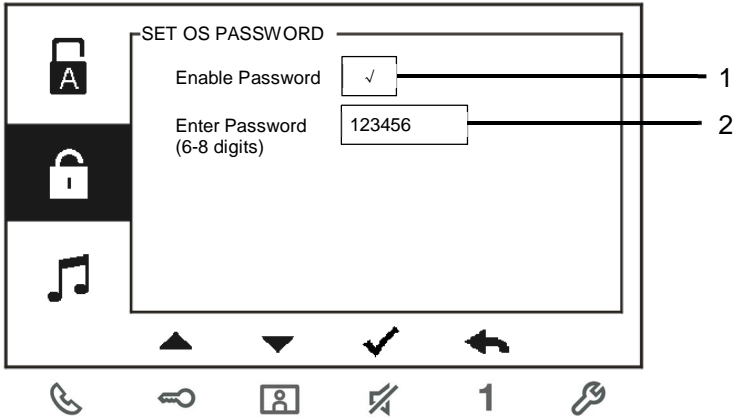 SET OS PASSWORD
A
Enable Password √ 1
Enter Password 123456 2
(6-8 digits)
1